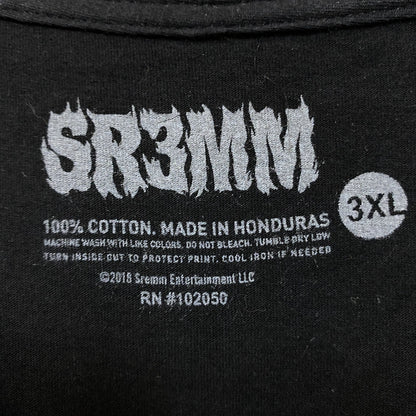 SR3MM
3XL
100% COTTON. MADE IN HONDURAS
MACHINE WASH WITH LIKE COLORS. DO NOT BLEACH. TUMBLE DRY LOW
TURN INSIDE OUT TO PROTECT PRINT. COOL IRON IF NEEDED
©2018 Sremm Entertainment LLC
RN #102050